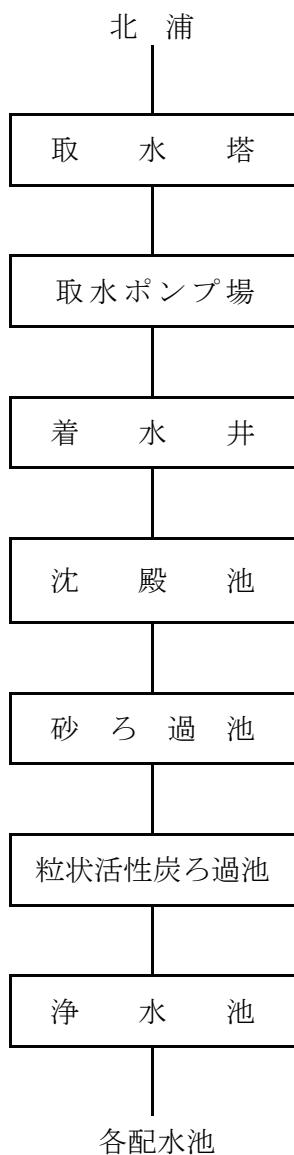 北　浦
取　水　塔
取水ポンプ場
着　水　井
沈　殿　池
砂　ろ　過　池
粒状活性炭ろ過池
浄　水　池
各配水池